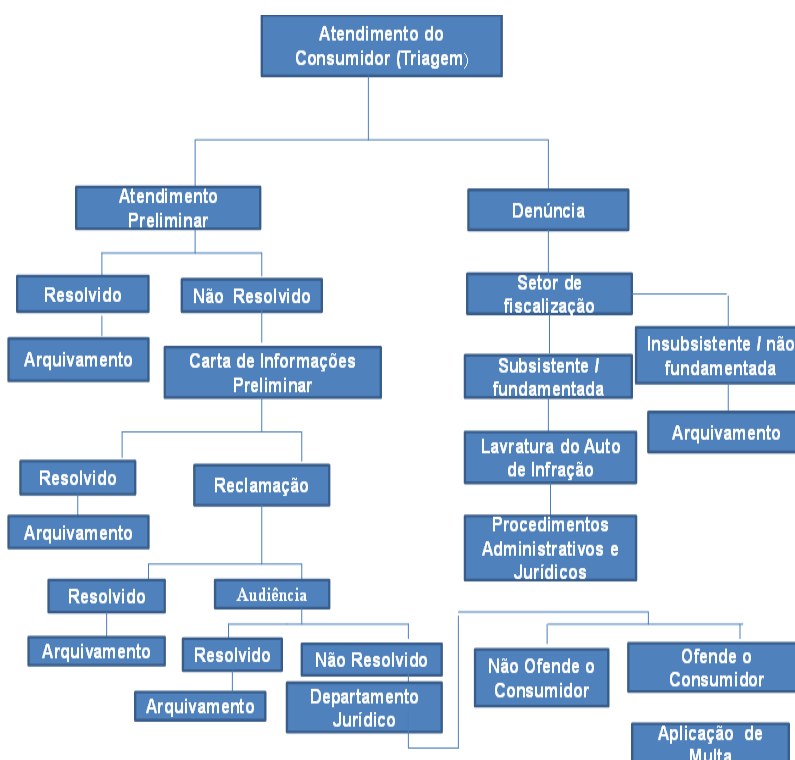 Atendimento do
Consumidor (Triagem)
Atendimento
Preliminar
Denúncia
Resolvido
Não Resolvido
Setor de
fiscalização
Arquivamento
Carta de Informações
Preliminar
Subsistente /
fundamentada
Insubsistente / não
fundamentada
Arquivamento
Resolvido
Reclamação
Lavratura do Auto
de Infração
Arquivamento
Procedimentos
Administrativos e
Jurídicos
Resolvido
Audiência
Arquivamento
Resolvido
Não Resolvido
Não Ofende o
Consumidor
Ofende o
Consumidor
Arquivamento
Departamento
Jurídico
Aplicação de
Multa